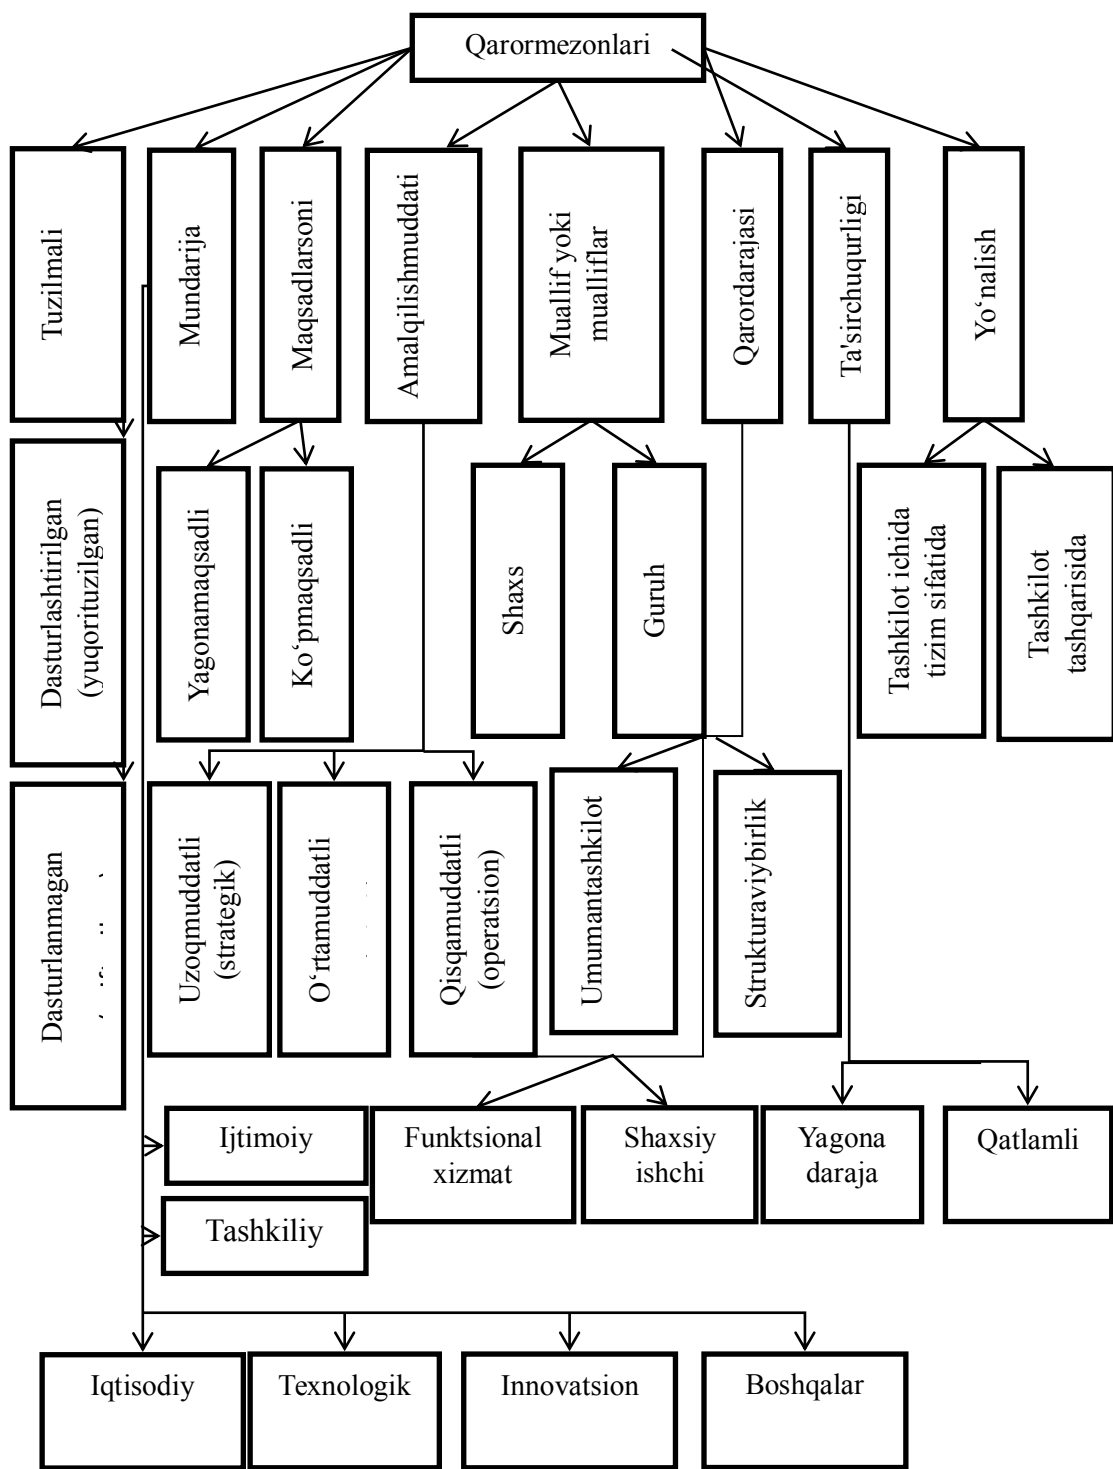 Qarormezonlari
Tuzilmali
Mundarija
Maqsadlarsoni
Amalqilishmuddati
Muallif yoki
mualliflar
Qarordarajasi
Ta'sirchuqurligi
Yo‘nalish
Dasturlashtirilgan
(yuqorituzilgan)
Yagonamaqsadli
Ko‘pmaqsadli
Shaxs
Guruh
Tashkilot ichida
tizim sifatida
Tashkilot
tashqarisida
Dasturlanmagan
Uzoqmuddatli
(strategik)
O‘rtamuddatli
Qisqamuddatli
(operatsion)
Umumantashkilot
Strukturaviybirlik
Ijtimoiy
Funktsional
xizmat
Shaxsiy
ishchi
Yagona
daraja
Qatlamli
Tashkiliy
Iqtisodiy
Texnologik
Innovatsion
Boshqalar